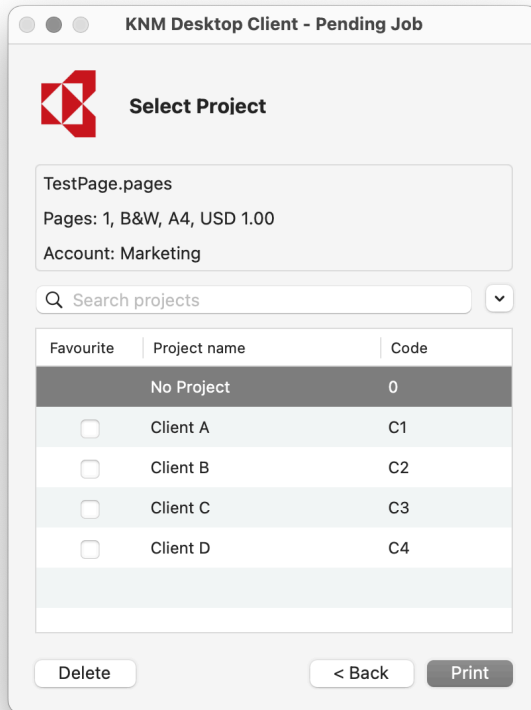 KNM Desktop Client - Pending Job
Select Project
TestPage.pages
Pages: 1, B&W, A4, USD 1.00
Account: Marketing
Search projects
Favourite Project name Code
No Project 0
Client A C1
Client B C2
Client C C3
Client D C4
Delete < Back Print